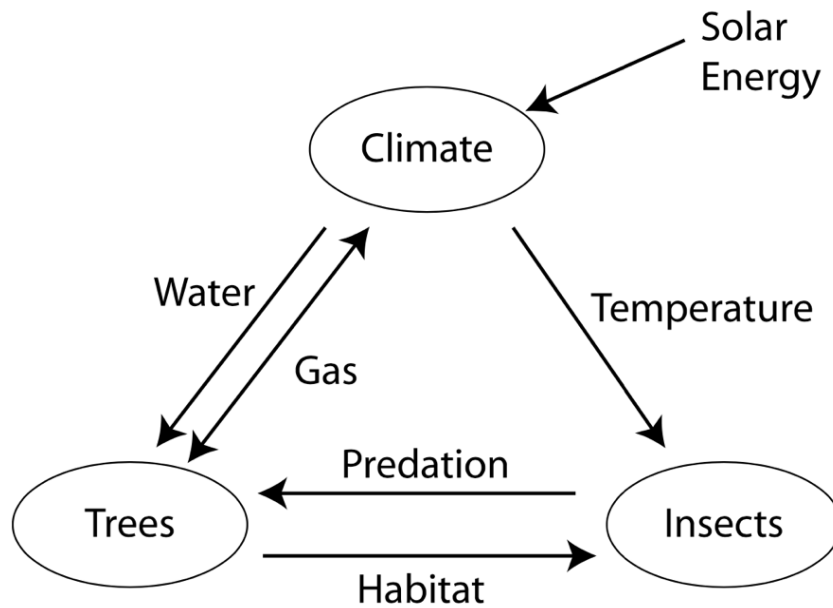 Solar
Energy
Climate
Water
Temperature
Gas
Predation
Trees
Insects
Habitat